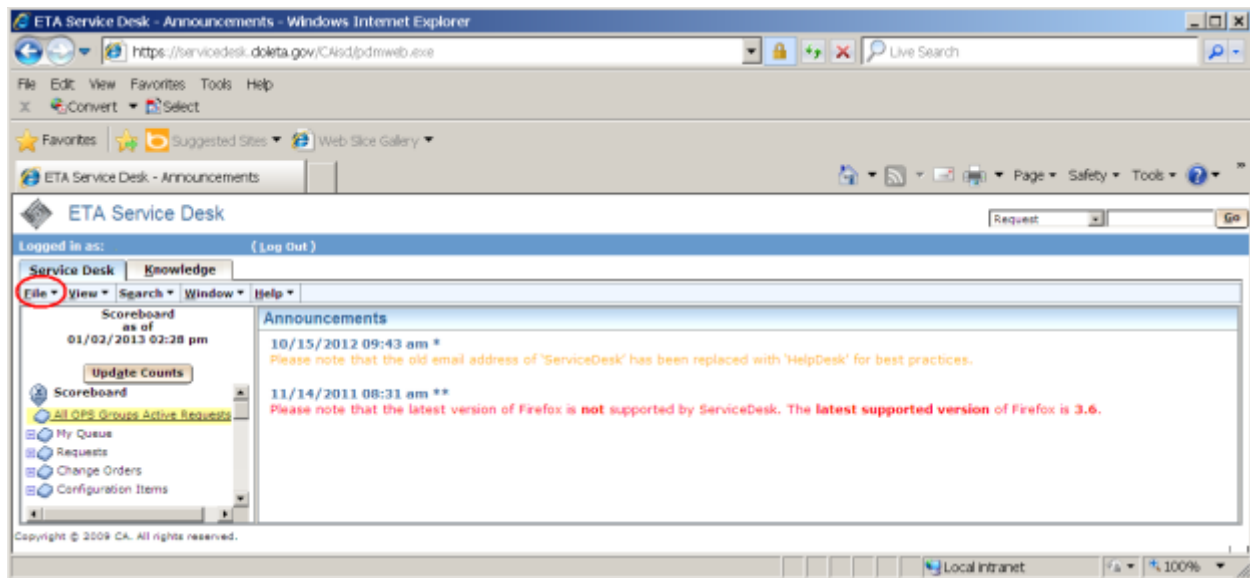 ETA Service Desk - Announcements - Windows Internet Explorer
https://servicedesk.doleta.gov/CAisd/pdmweb.exe
Live Search
File Edit View Favorites Tools Help
x Convert Select
Favorites Suggested Sites Web Slice Gallery
ETA Service Desk - Announcements
Page Safety Tools
ETA Service Desk
Request
Go
Logged in as: ( Log Out )
Service Desk Knowledge
File View Search Window Help
Scoreboard
as of
01/02/2013 02:28 pm
Update Counts
Scoreboard
All OPS Groups Active Requests
My Queue
Requests
Change Orders
Configuration Items
Announcements
10/15/2012 09:43 am *
Please note that the old email address of 'ServiceDesk' has been replaced with 'HelpDesk' for best practices.
11/14/2011 08:31 am **
Please note that the latest version of Firefox is not supported by ServiceDesk. The latest supported version of Firefox is 3.6.
Copyright © 2009 CA. All rights reserved.
Local intranet
100%